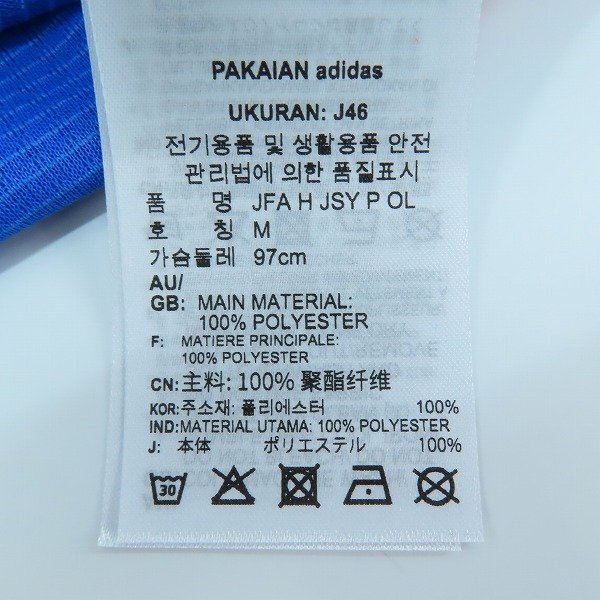 PAKAIAN adidas
UKURAN: J46
전기용품 및 생활용품 안전
관리법에 의한 품질표시
품 명 JFA H JSY P OL
호 칭 M
가슴둘레 97cm
AU/
GB: MAIN MATERIAL:
100% POLYESTER
F: MATIERE PRINCIPALE:
100% POLYESTER
CN:主料: 100% 聚酯纤维
KOR:주소재: 폴리에스터 100%
IND:MATERIAL UTAMA: 100% POLYESTER
J: 本体 ポリエステル 100%
30